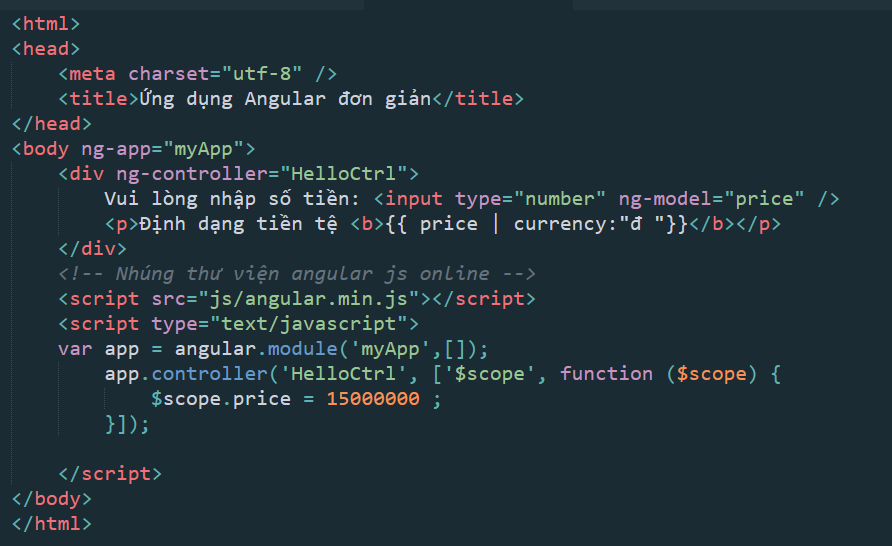 <html>
<head>
    <meta charset="utf-8" />
    <title>Ứng dụng Angular đơn giản</title>
</head>
<body ng-app="myApp">
    <div ng-controller="HelloCtrl">
        Vui lòng nhập số tiền: <input type="number" ng-model="price" />
        <p>Định dạng tiền tệ <b>{{ price | currency:"đ "}}</b></p>
    </div>
    <!-- Nhúng thư viện angular js online -->
    <script src="js/angular.min.js"></script>
    <script type="text/javascript">
    var app = angular.module('myApp',[]);
        app.controller('HelloCtrl', ['$scope', function ($scope) {
            $scope.price = 15000000 ;
        }]);
    </script>
</body>
</html>